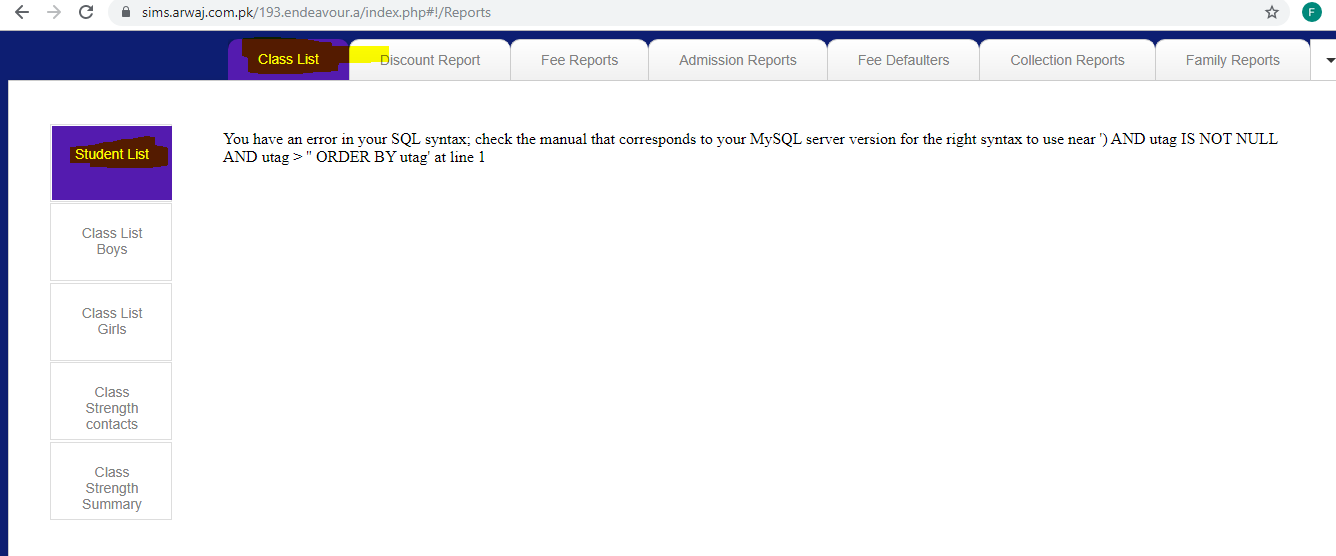 sims.arwaj.com.pk/193.endeavour.a/index.php#!/Reports
F
Class List
Discount Report
Fee Reports
Admission Reports
Fee Defaulters
Collection Reports
Family Reports
Student List
You have an error in your SQL syntax; check the manual that corresponds to your MySQL server version for the right syntax to use near ') AND utag IS NOT NULL
AND utag > '' ORDER BY utag' at line 1
Class List
Boys
Class List
Girls
Class
Strength
contacts
Class
Strength
Summary